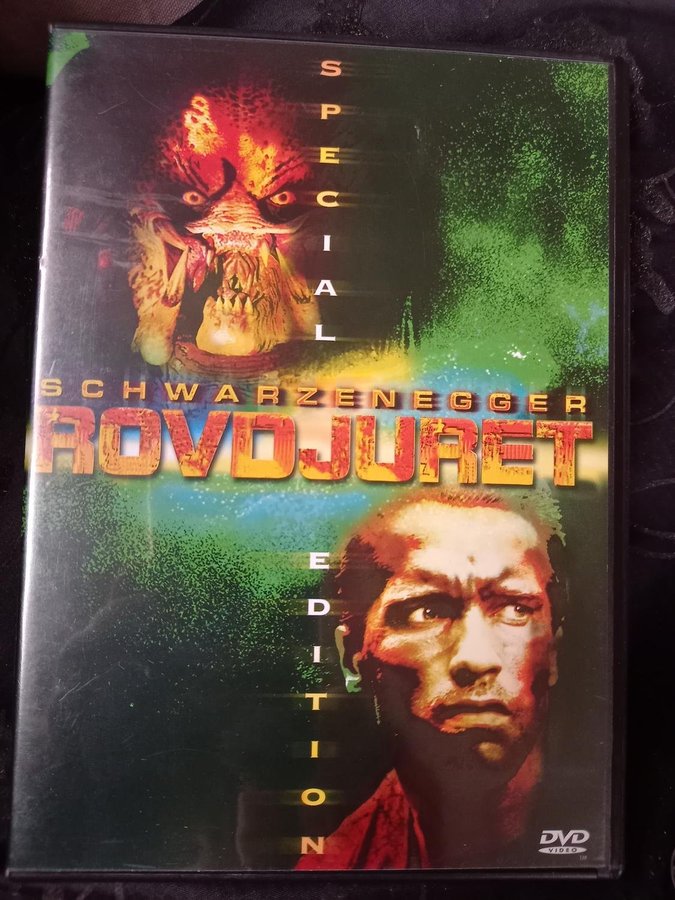 SPECIAL
SCHWARZENEGGER
ROVDJURET
EDITION
DVD
VIDEO